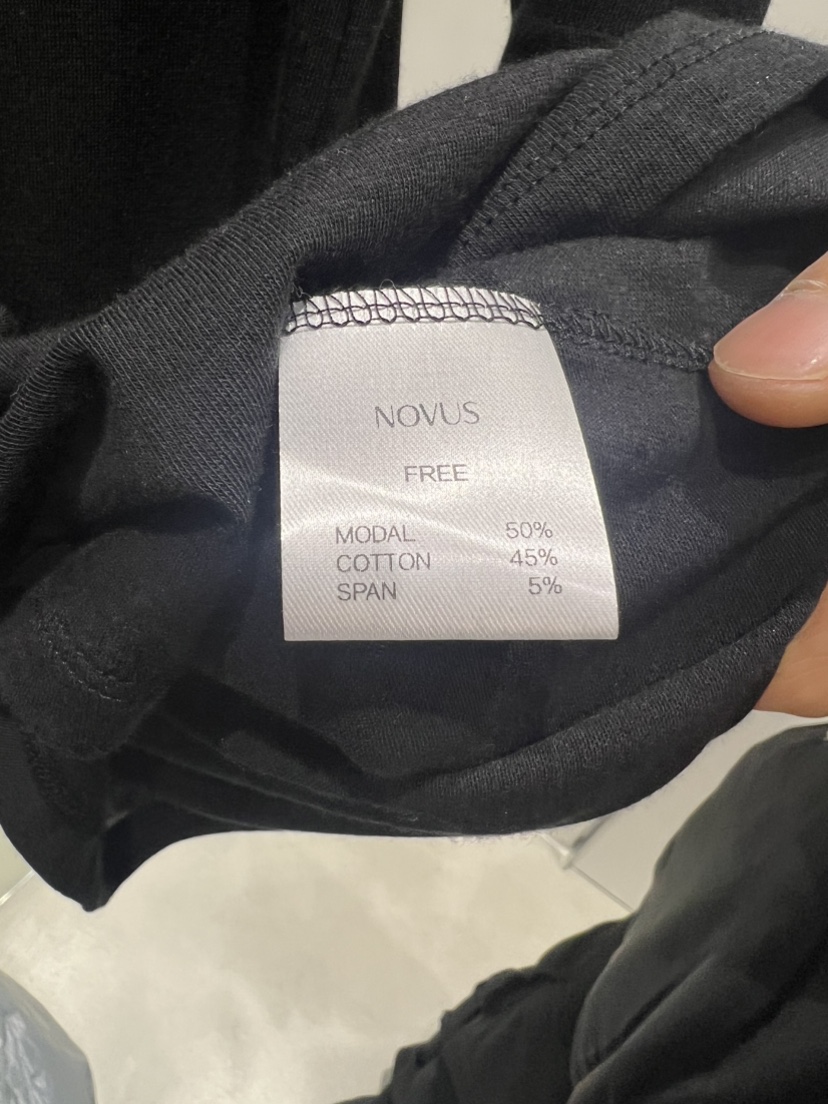 NOVUS
FREE
MODAL 50%
COTTON 45%
SPAN 5%